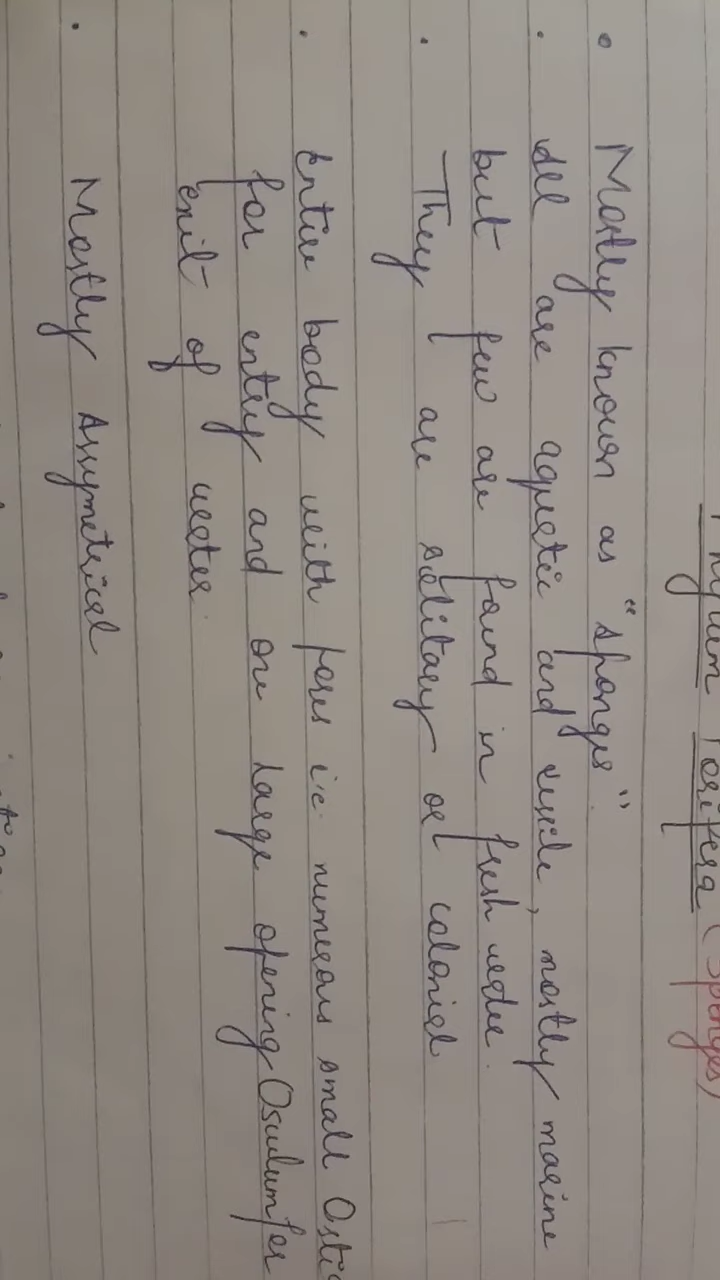 Phylum Porifera (Sponges)
Mostly known as "Sponges"
All are aquatic and sessile, mostly marine
but few are found in fresh water.
They are solitary or colonial
Entire body with pores i.e. numerous small Ostia
for entry and one large opening Osculum for
exit of water.
Mostly Assymetrical